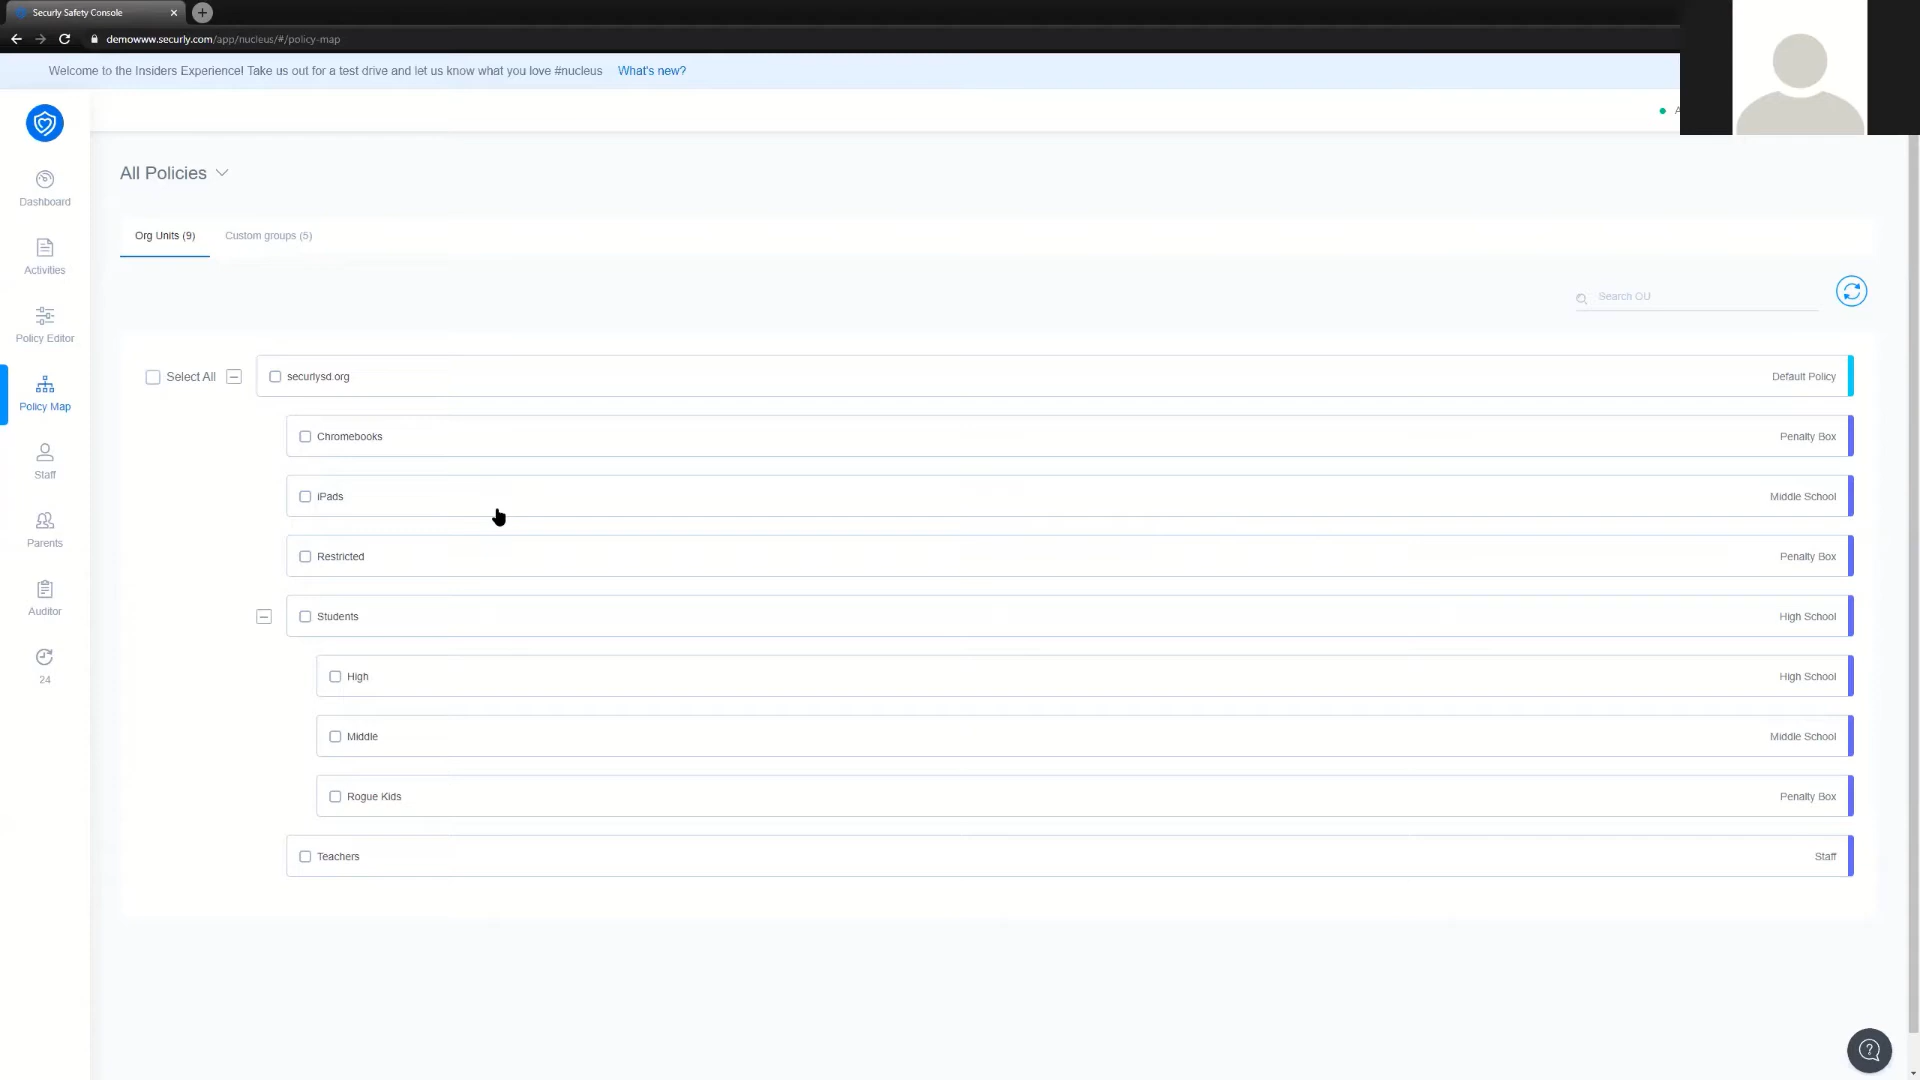 Securly Safety Console
demowww.securly.com/app/nucleus/#/policy-map
Welcome to the Insiders Experience! Take us out for a test drive and let us know what you love #nucleus What's new?
All Policies
Dashboard
Org Units (9) Custom groups (5)
Activities
Search OU
Policy Editor
Select All securlysd.org Default Policy
Policy Map
Chromebooks Penalty Box
Staff
iPads Middle School
Parents
Restricted Penalty Box
Auditor
Students High School
24
High High School
Middle Middle School
Rogue Kids Penalty Box
Teachers Staff